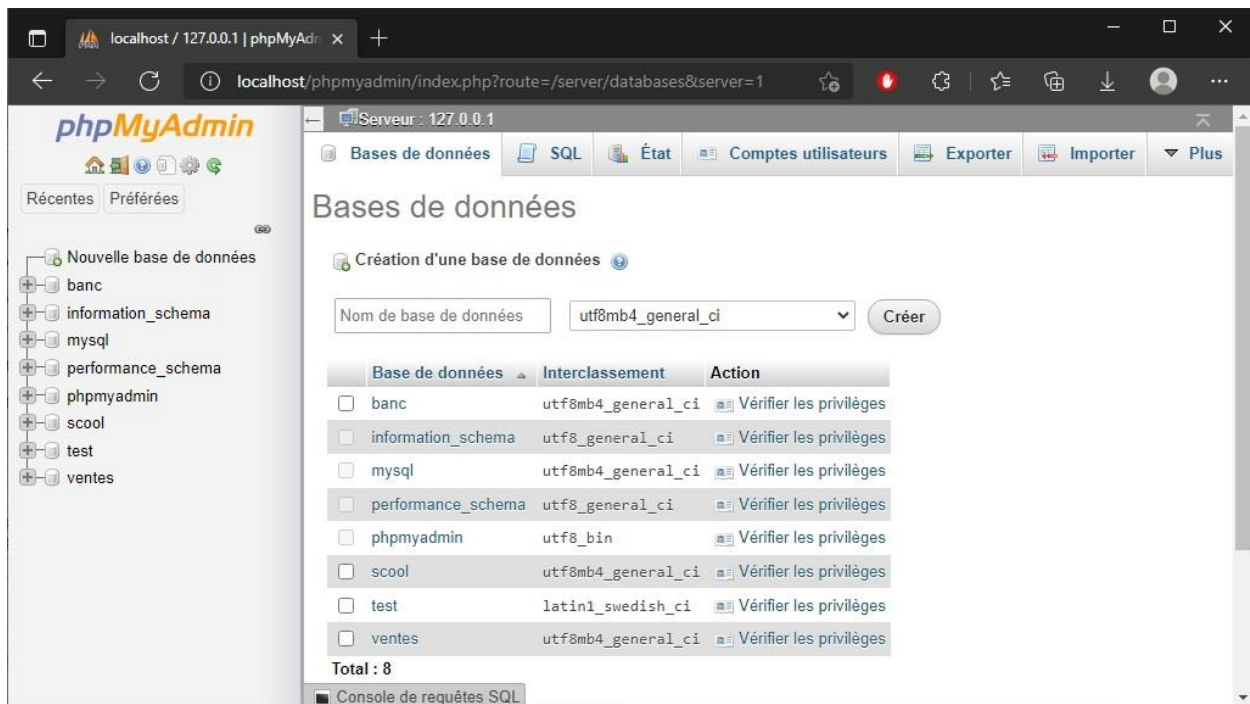 localhost / 127.0.0.1 | phpMyAdn
localhost/phpmyadmin/index.php?route=/server/databases&server=1
phpMyAdmin
Récentes Préférées
Nouvelle base de données
banc
information_schema
mysql
performance_schema
phpmyadmin
scool
test
ventes
Serveur : 127.0.0.1
Bases de données SQL État Comptes utilisateurs Exporter Importer Plus
Bases de données
Création d'une base de données
Nom de base de données utf8mb4_general_ci Créer
Base de données Interclassement Action
banc utf8mb4_general_ci Vérifier les privilèges
information_schema utf8_general_ci Vérifier les privilèges
mysql utf8mb4_general_ci Vérifier les privilèges
performance_schema utf8_general_ci Vérifier les privilèges
phpmyadmin utf8_bin Vérifier les privilèges
scool utf8mb4_general_ci Vérifier les privilèges
test latin1_swedish_ci Vérifier les privilèges
ventes utf8mb4_general_ci Vérifier les privilèges
Total : 8
Console de requêtes SQL